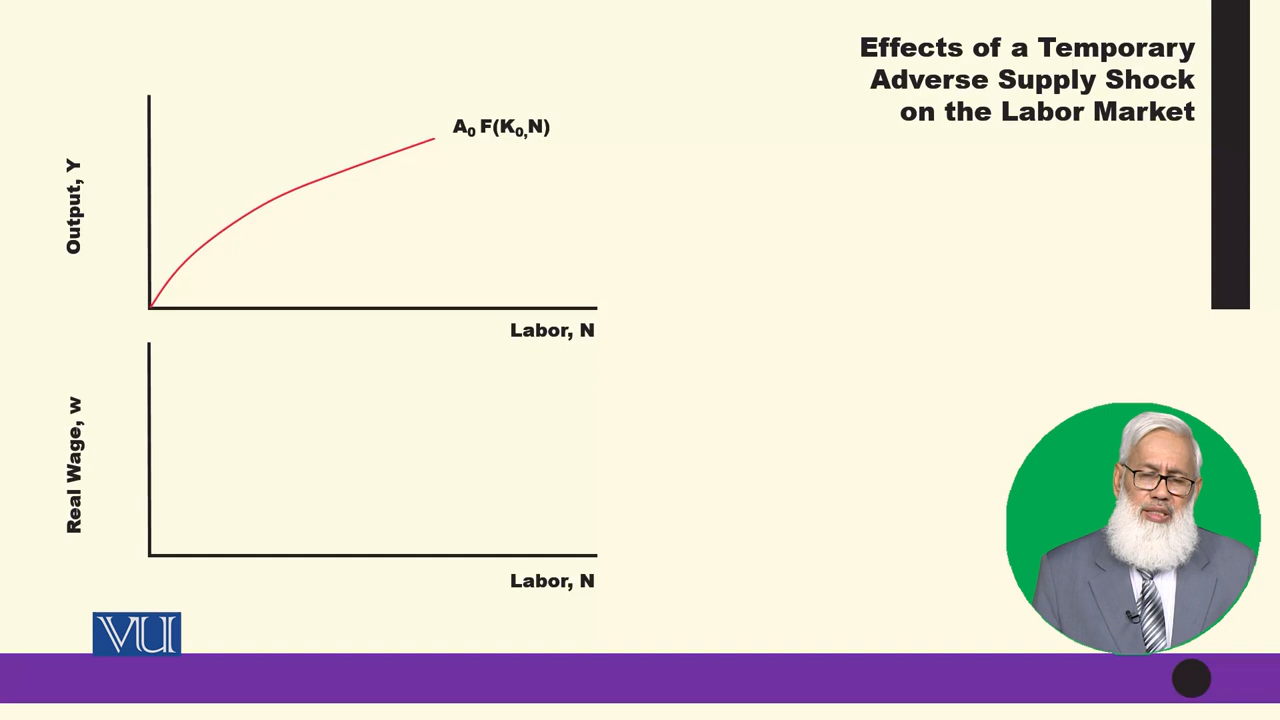 Effects of a Temporary
Adverse Supply Shock
on the Labor Market
A₀ F(K₀,N)
Output, Y
Labor, N
Real Wage, w
Labor, N
VU